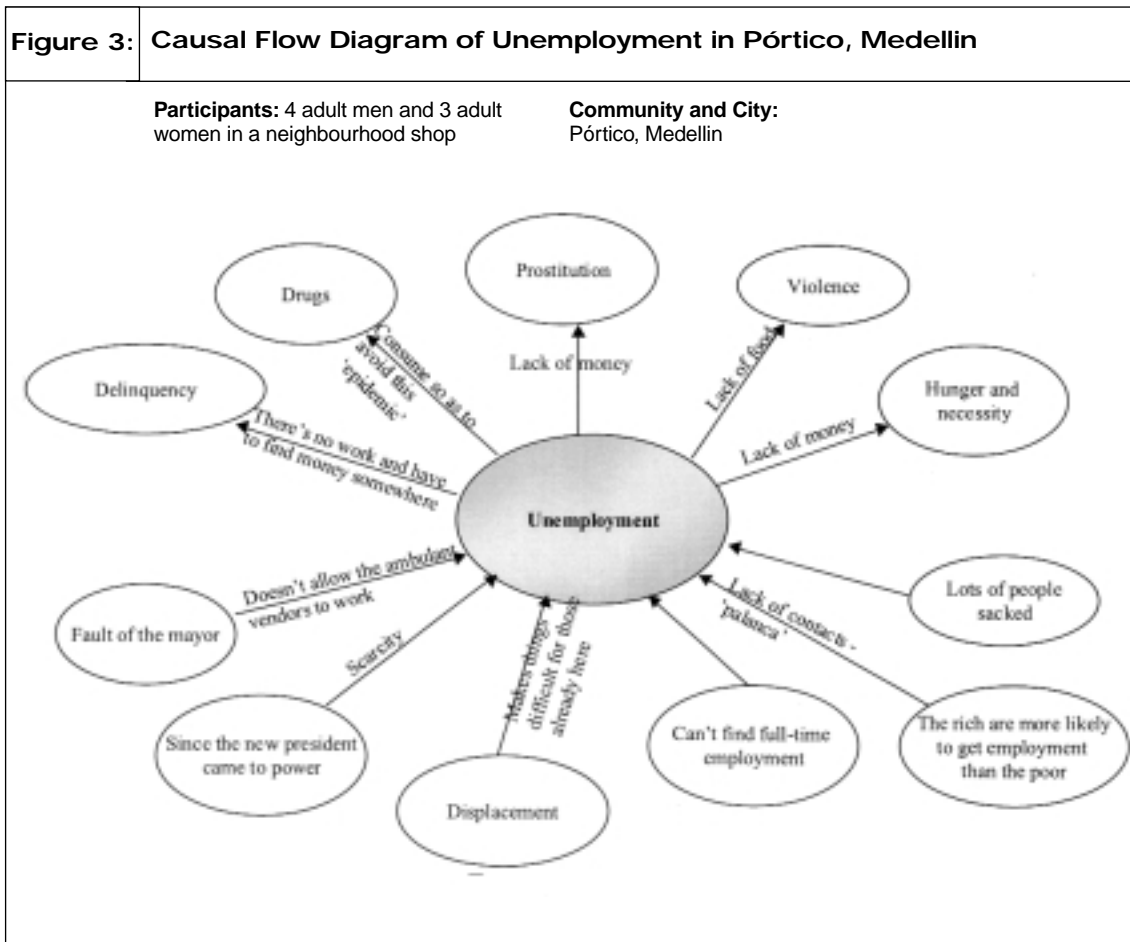 Figure 3:
Causal Flow Diagram of Unemployment in Pórtico, Medellin
Participants: 4 adult men and 3 adult
women in a neighbourhood shop
Community and City:
Pórtico, Medellin
Prostitution
Violence
Drugs
Delinquency
Hunger and
necessity
Consume so as to
avoid this
'epidemic'
Lack of money
Lack of food
There's no work and have
to find money somewhere
Lack of money
Unemployment
Doesn't allow the ambulant
vendors to work
Fault of the mayor
Scarcity
Since the new president
came to power
Makes things
difficult for those
already here
Displacement
Can't find full-time
employment
Lack of contacts -
'palanca'
The rich are more likely
to get employment
than the poor
Lots of people
sacked